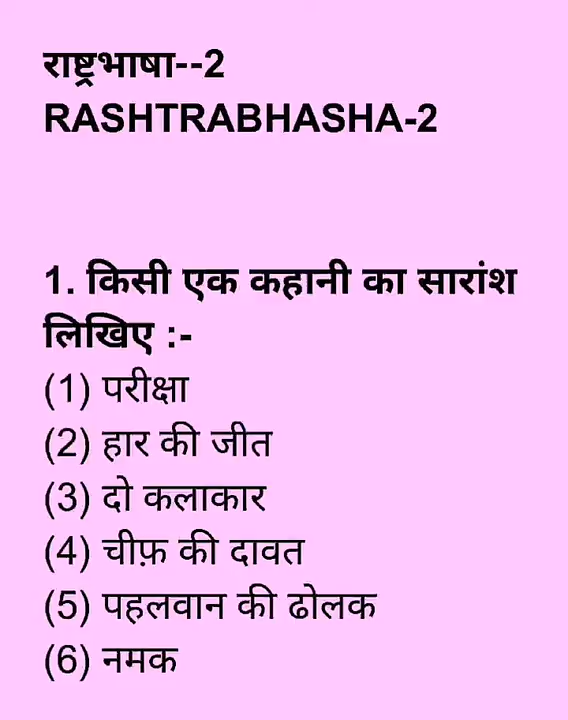 राष्ट्रभाषा--2
RASHTRABHASHA-2
1. किसी एक कहानी का सारांश
लिखिए :-
(1) परीक्षा
(2) हार की जीत
(3) दो कलाकार
(4) चीफ़ की दावत
(5) पहलवान की ढोलक
(6) नमक